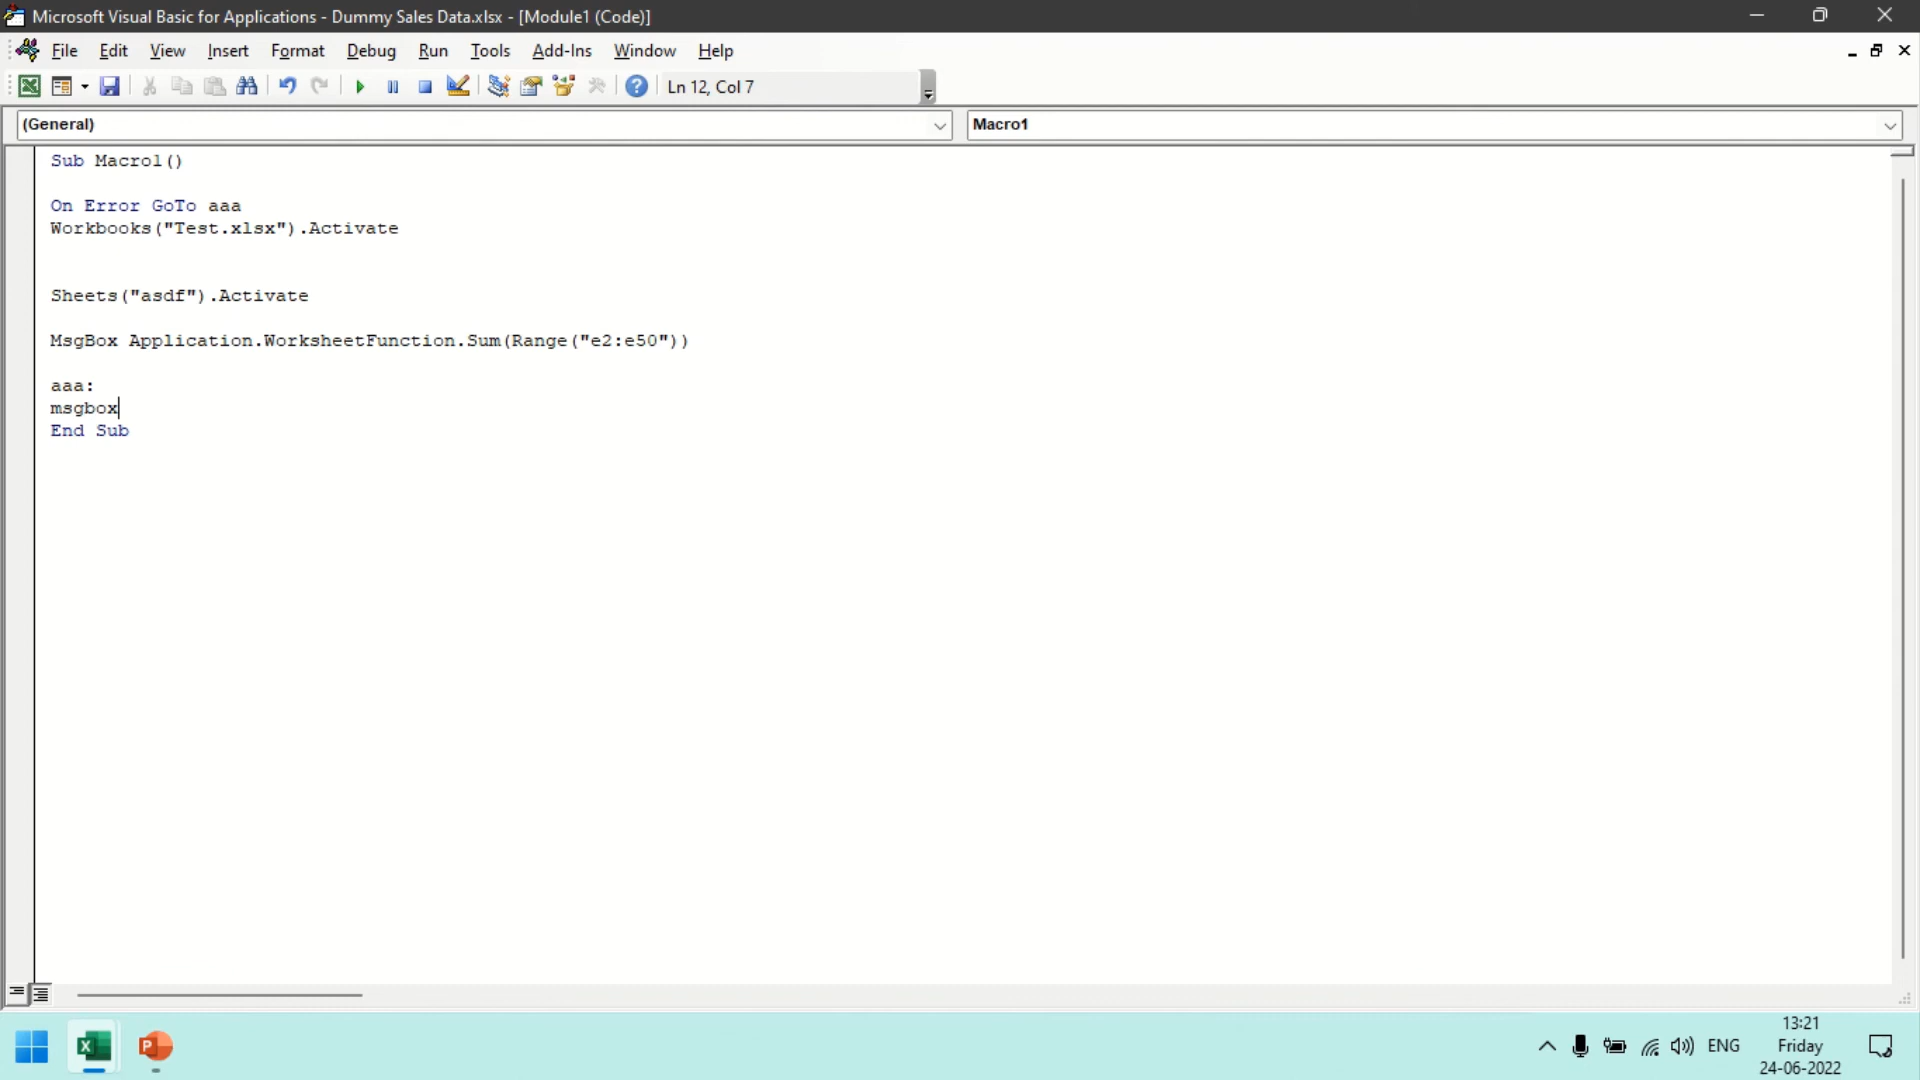 Microsoft Visual Basic for Applications - Dummy Sales Data.xlsx - [Module1 (Code)]
File Edit View Insert Format Debug Run Tools Add-Ins Window Help
Ln 12, Col 7
(General) Macro1
Sub Macro1()
On Error GoTo aaa
Workbooks("Test.xlsx").Activate
Sheets("asdf").Activate
MsgBox Application.WorksheetFunction.Sum(Range("e2:e50"))
aaa:
msgbox
End Sub
13:21
ENG Friday
24-06-2022